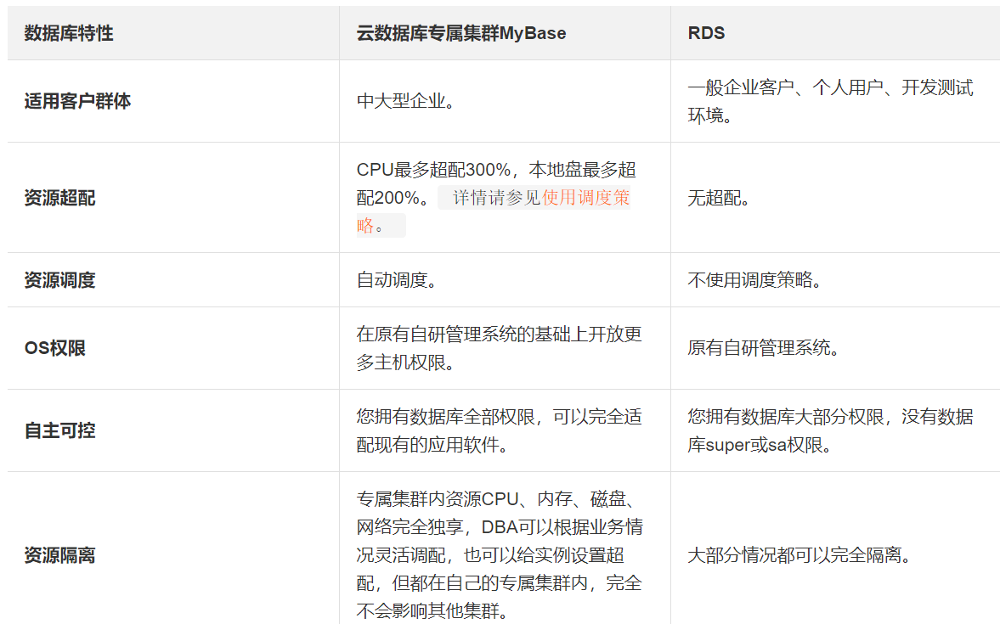 数据库特性
云数据库专属集群MyBase
RDS
适用客户群体
中大型企业。
一般企业客户、个人用户、开发测试
环境。
资源超配
CPU最多超配300%，本地盘最多超
配200%。 详情请参见使用调度策
略。
无超配。
资源调度
自动调度。
不使用调度策略。
OS权限
在原有自研管理系统的基础上开放更
多主机权限。
原有自研管理系统。
自主可控
您拥有数据库全部权限，可以完全适
配现有的应用软件。
您拥有数据库大部分权限，没有数据
库super或sa权限。
资源隔离
专属集群内资源CPU、内存、磁盘、
网络完全独享，DBA可以根据业务情
况灵活调配，也可以给实例设置超
配，但都在自己的专属集群内，完全
不会影响其他集群。
大部分情况都可以完全隔离。